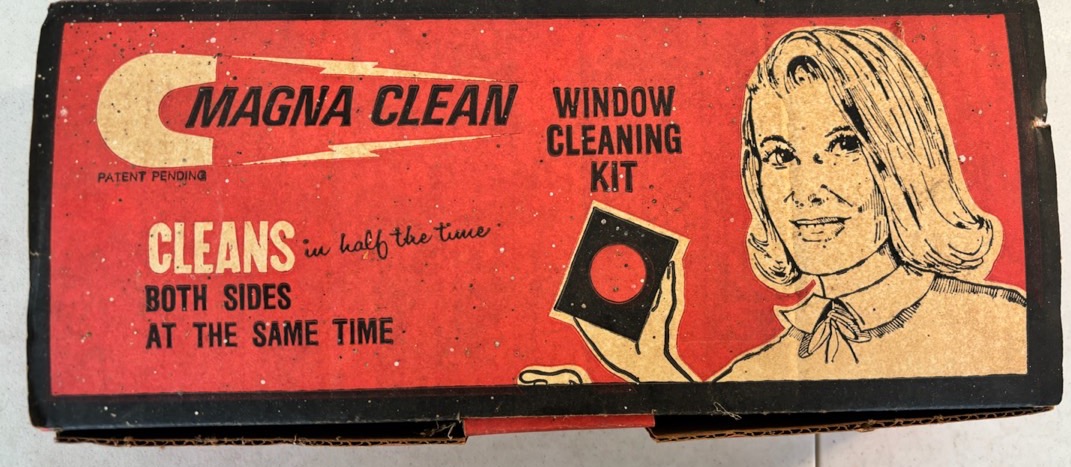 MAGNA CLEAN
PATENT PENDING
WINDOW
CLEANING
KIT
CLEANS in half the time
BOTH SIDES
AT THE SAME TIME